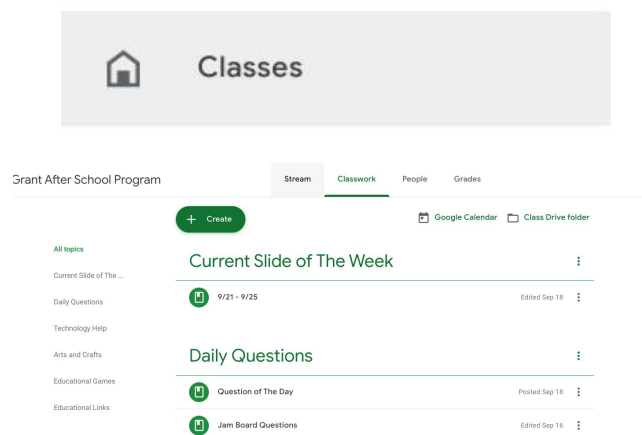 Classes
Grant After School Program
Stream Classwork People Grades
+ Create
Google Calendar Class Drive folder
All topics
Current Slide of The ...
Daily Questions
Technology Help
Arts and Crafts
Educational Games
Educational Links
Current Slide of The Week
9/21 - 9/25 Edited Sep 18
Daily Questions
Question of The Day Posted Sep 18
Jam Board Questions Edited Sep 16